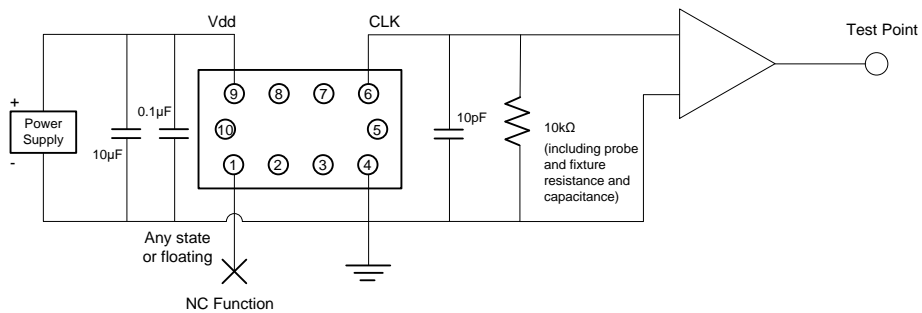 Vdd
CLK
Test Point
9
8
7
6
+
Power
Supply
-
10µF
0.1µF
10
5
10pF
10kΩ
(including probe
and fixture
resistance and
capacitance)
1
2
3
4
Any state
or floating
NC Function